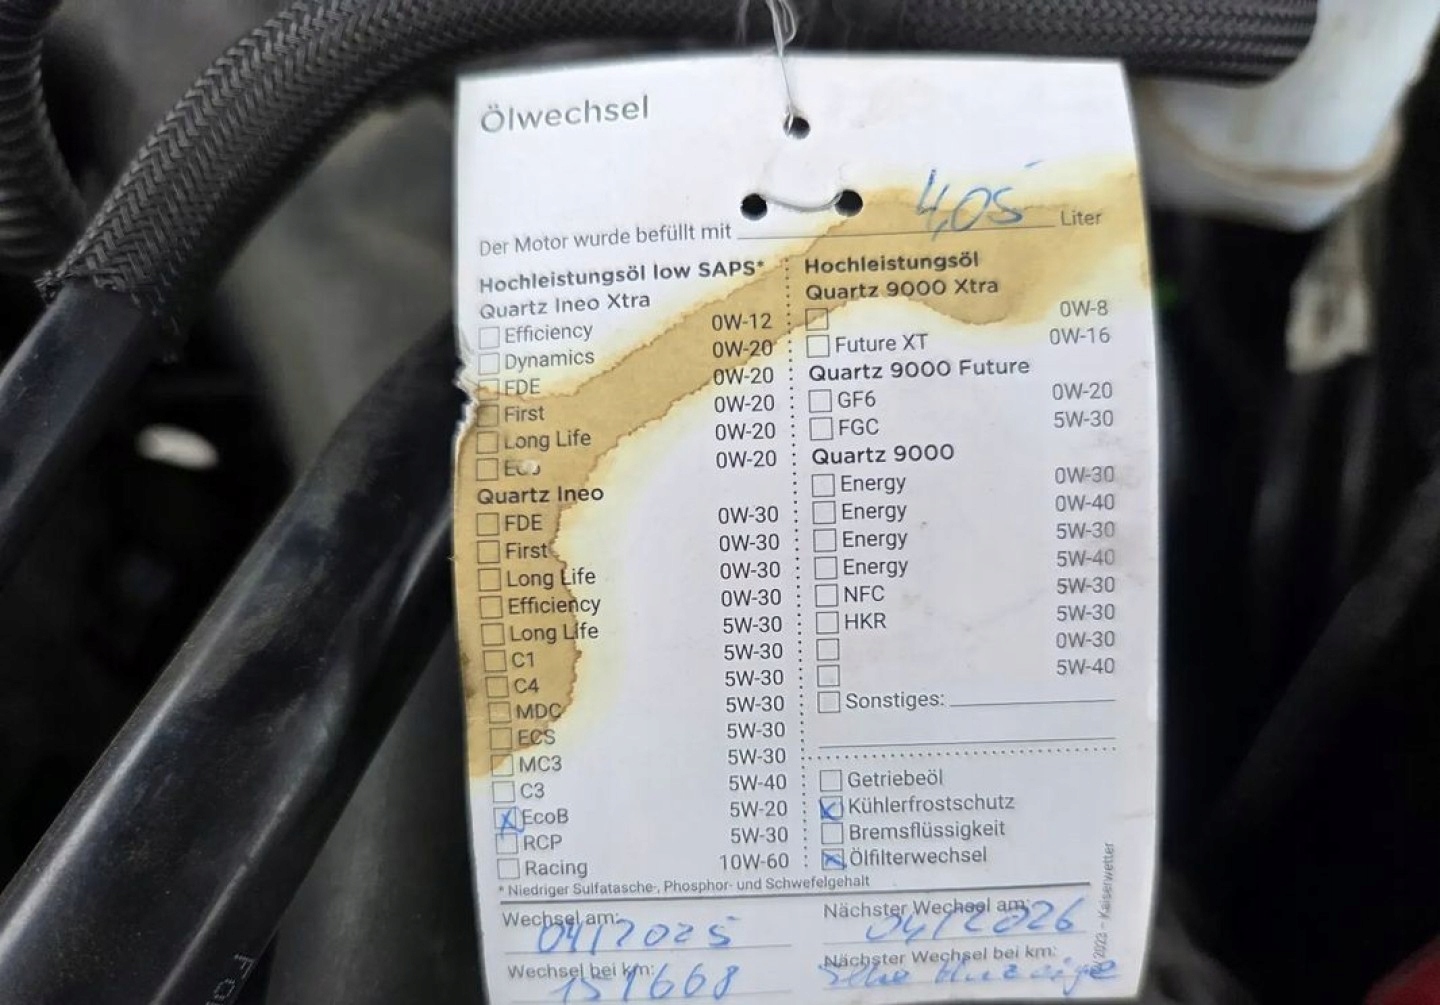 Ölwechsel
Der Motor wurde befüllt mit 4,05 Liter
Hochleistungsöl low SAPS*
Quartz Ineo Xtra
Efficiency 0W-12
Dynamics 0W-20
FDE 0W-20
First 0W-20
Long Life 0W-20
Eco 0W-20
Quartz Ineo
FDE 0W-30
First 0W-30
Long Life 0W-30
Efficiency 0W-30
Long Life 5W-30
C1 5W-30
C4 5W-30
MDC 5W-30
ECS 5W-30
MC3 5W-30
C3 5W-40
EcoB 5W-20
RCP 5W-30
Racing 10W-60
* Niedriger Sulfatasche-, Phosphor- und Schwefelgehalt
Hochleistungsöl
Quartz 9000 Xtra
0W-8
Future XT 0W-16
Quartz 9000 Future
GF6 0W-20
FGC 5W-30
Quartz 9000
Energy 0W-30
Energy 0W-40
Energy 5W-30
Energy 5W-40
NFC 5W-30
HKR 5W-30
0W-30
5W-40
Sonstiges:
Getriebeöl
Kühlerfrostschutz
Bremsflüssigkeit
Ölfilterwechsel
Wechsel am: 04/2025
Nächster Wechsel am: 04/2026
Wechsel bei km: 151668
Nächster Wechsel bei km: Siehe Anzeige
/2023 – Kaiserwetter